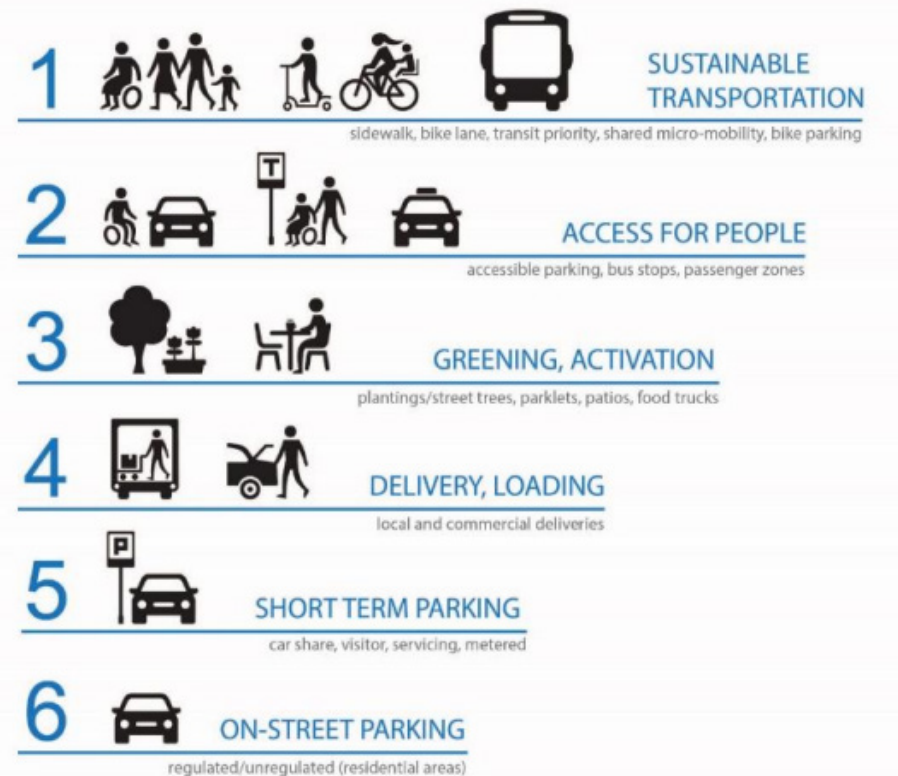 1
SUSTAINABLE
TRANSPORTATION
sidewalk, bike lane, transit priority, shared micro-mobility, bike parking
T
2
ACCESS FOR PEOPLE
accessible parking, bus stops, passenger zones
3
GREENING, ACTIVATION
plantings/street trees, parklets, patios, food trucks
4
DELIVERY, LOADING
local and commercial deliveries
P
5
SHORT TERM PARKING
car share, visitor, servicing, metered
6
ON-STREET PARKING
regulated/unregulated (residential areas)